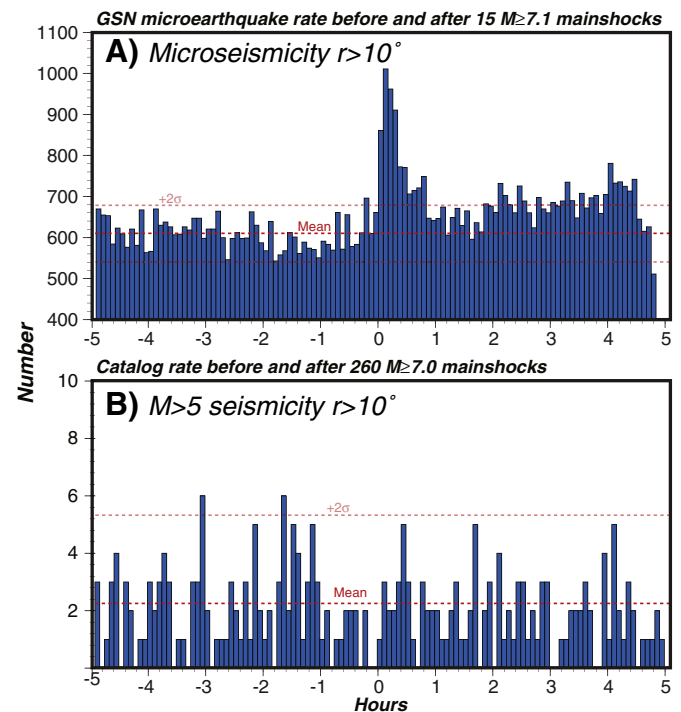 GSN microearthquake rate before and after 15 M≥7.1 mainshocks
A) Microseismicity r>10˚
1100
1000
900
800
700
600
500
400
+2σ
Mean
-5 -4 -3 -2 -1 0 1 2 3 4 5
Number
Catalog rate before and after 260 M≥7.0 mainshocks
B) M>5 seismicity r>10˚
10
8
6
4
2
+2σ
Mean
-5 -4 -3 -2 -1 0 1 2 3 4 5
Hours